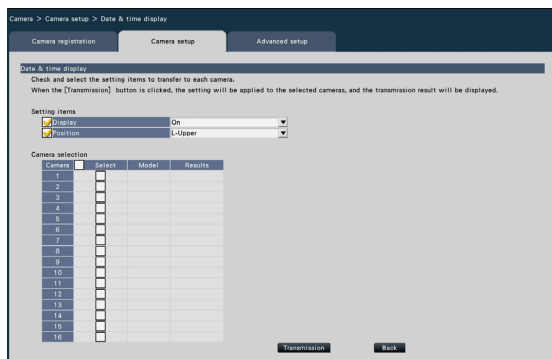 Camera > Camera setup > Date & time display
Camera registration Camera setup Advanced setup
Date & time display
Check and select the setting items to transfer to each camera.
When the [Transmission] button is clicked, the setting will be applied to the selected cameras, and the transmission result will be displayed.
Setting items
Display On
Position L-Upper
Camera selection
Camera Select Model Results
1
2
3
4
5
6
7
8
9
10
11
12
13
14
15
16
Transmission Back